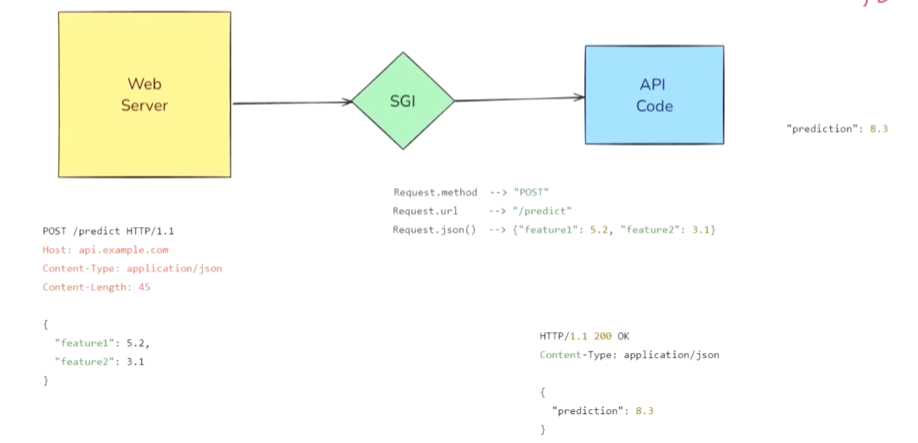 Web
Server
SGI
API
Code
"prediction": 8.3
Request.method --> "POST"
Request.url --> "/predict"
Request.json() --> {"feature1": 5.2, "feature2": 3.1}
POST /predict HTTP/1.1
Host: api.example.com
Content-Type: application/json
Content-Length: 45
{
"feature1": 5.2,
"feature2": 3.1
}
HTTP/1.1 200 OK
Content-Type: application/json
{
"prediction": 8.3
}